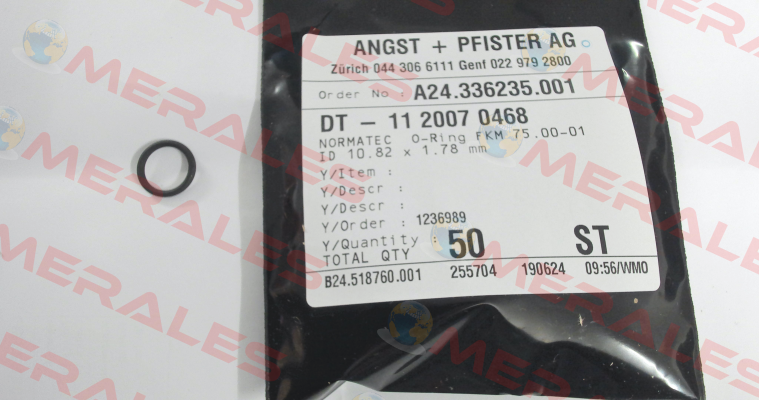 ANGST + PFISTER AG
Zürich 044 306 6111 Genf 022 979 2800
Order No : A24.336235.001
DT - 11 2007 0468
NORMATEC O-Ring FKM 75.00-01
ID 10.82 x 1.78 mm
Y/Item :
Y/Descr :
Y/Descr :
Y/Order : 1236989
Y/Quantity :
TOTAL QTY 50 ST
B24.518760.001 255704 190624 09:56/WMO
MERALES
MERALES
MERALES
MERALES
MERALES
MERALES